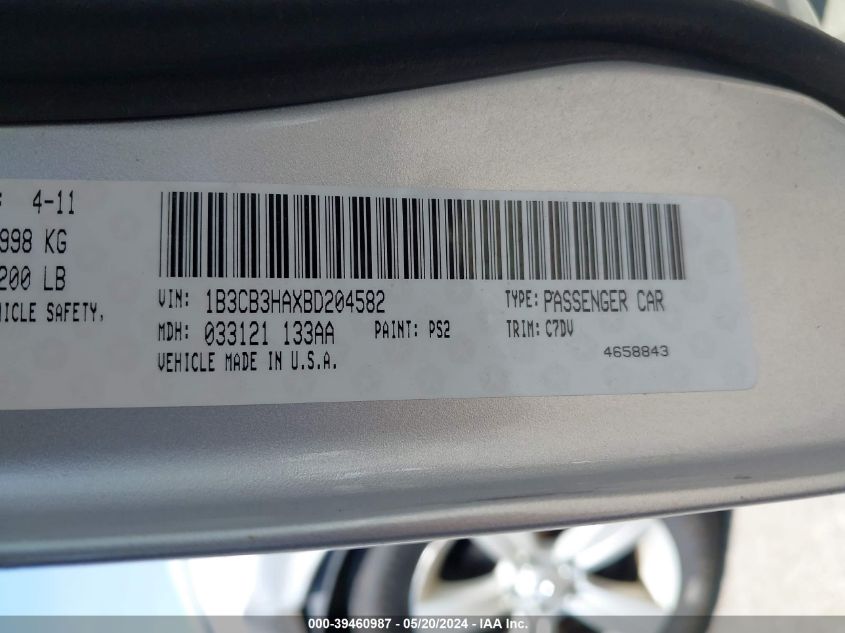 : 4-11
998 KG
200 LB
HICLE SAFETY,
VIN: 1B3CB3HAXBD204582 TYPE: PASSENGER CAR
MDH: 033121 133AA PAINT: PS2 TRIM: C7DV
VEHICLE MADE IN U.S.A.
4658843
000-39460987 - 05/20/2024 - IAA Inc.